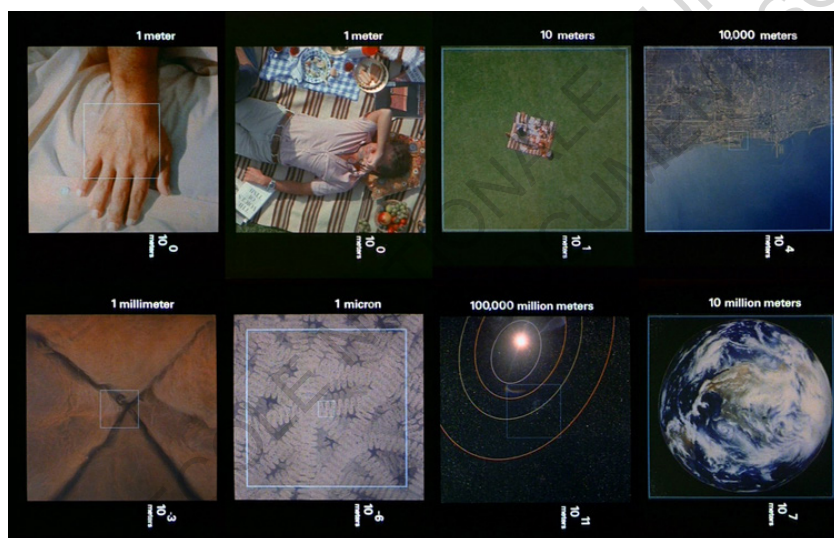 1 meter
1 meter
10 meters
10,000 meters
10 0
meters
10 0
meters
10 1
meters
10 4
meters
1 millimeter
1 micron
100,000 million meters
10 million meters
10 -3
meters
10 -6
meters
10 11
meters
10 7
meters